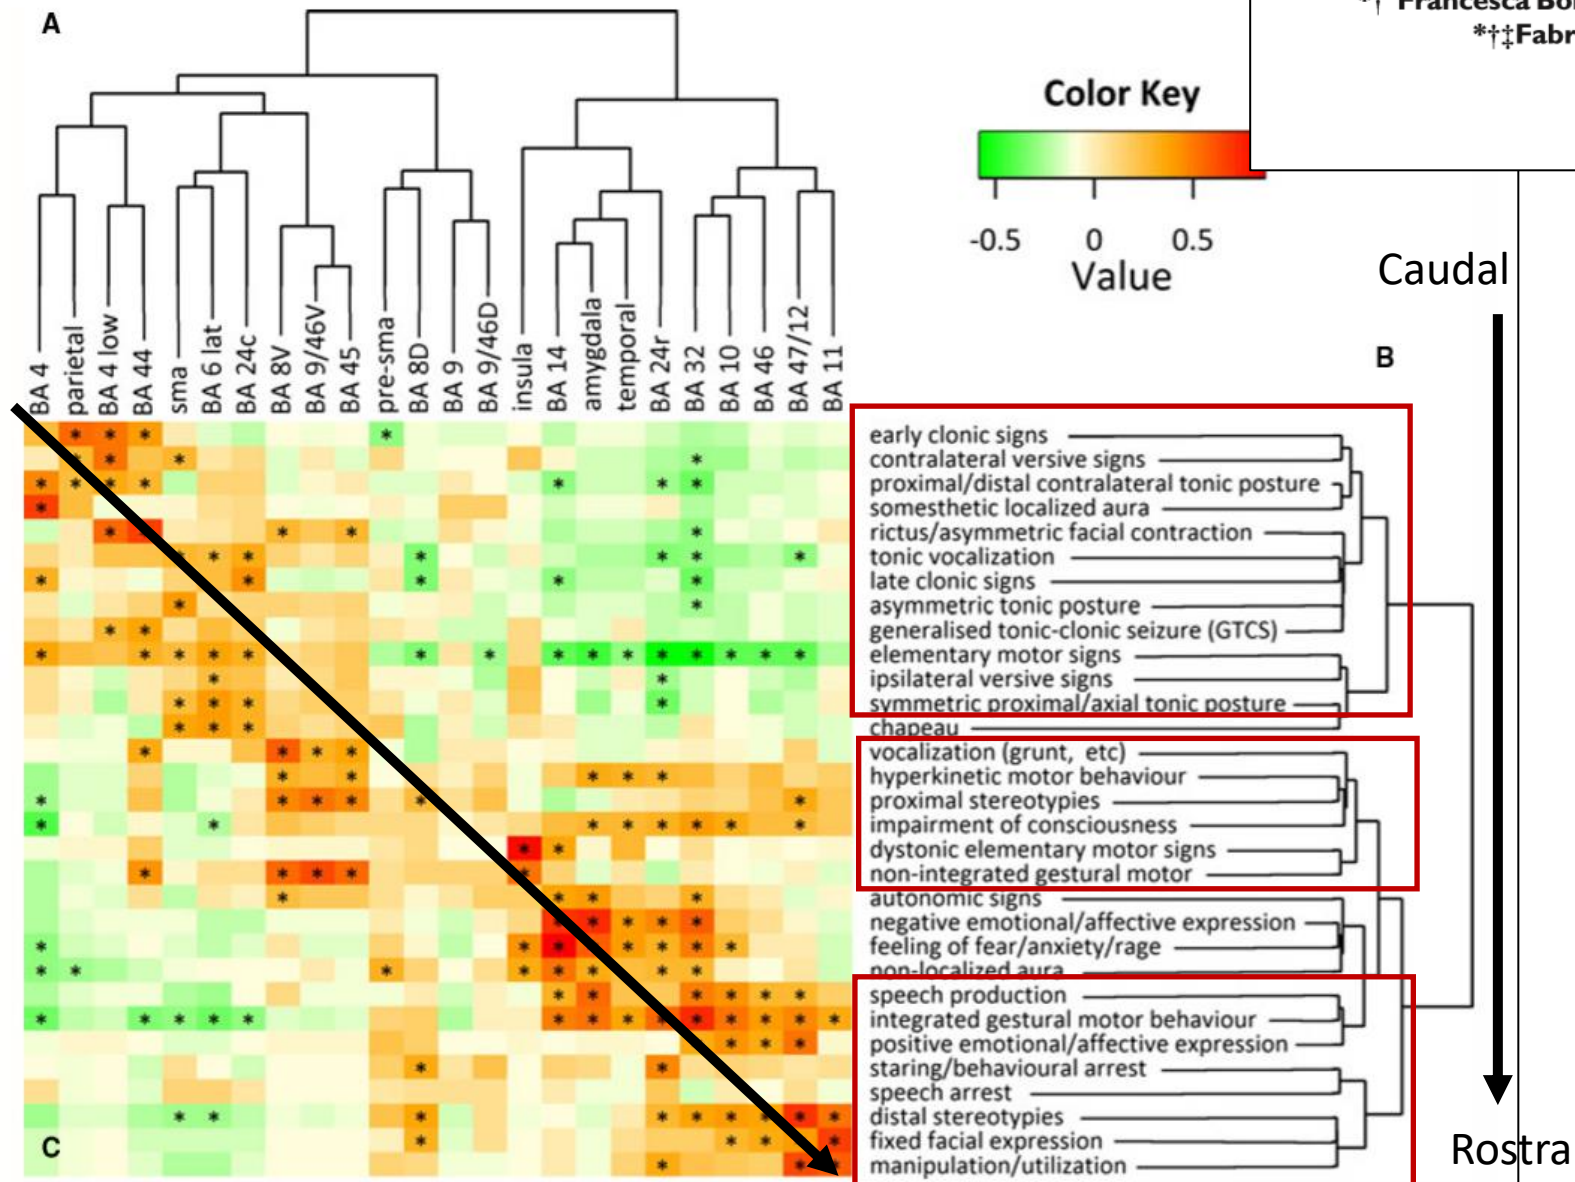 *† Francesca Bo
*†‡Fabr
A
Color Key
-0.5 0 0.5
Value
Caudal
B
BA 4
parietal
BA 4 low
BA 44
sma
BA 6 lat
BA 24c
BA 8V
BA 9/46V
BA 45
pre-sma
BA 8D
BA 9
BA 9/46D
insula
BA 14
amygdala
temporal
BA 24r
BA 32
BA 10
BA 46
BA 47/12
BA 11
early clonic signs
contralateral versive signs
proximal/distal contralateral tonic posture
somesthetic localized aura
rictus/asymmetric facial contraction
tonic vocalization
late clonic signs
asymmetric tonic posture
generalised tonic-clonic seizure (GTCS)
elementary motor signs
ipsilateral versive signs
symmetric proximal/axial tonic posture
chapeau
vocalization (grunt, etc)
hyperkinetic motor behaviour
proximal stereotypies
impairment of consciousness
dystonic elementary motor signs
non-integrated gestural motor
autonomic signs
negative emotional/affective expression
feeling of fear/anxiety/rage
non-localized aura
speech production
integrated gestural motor behaviour
positive emotional/affective expression
staring/behavioural arrest
speech arrest
distal stereotypies
fixed facial expression
manipulation/utilization
C
Rostra